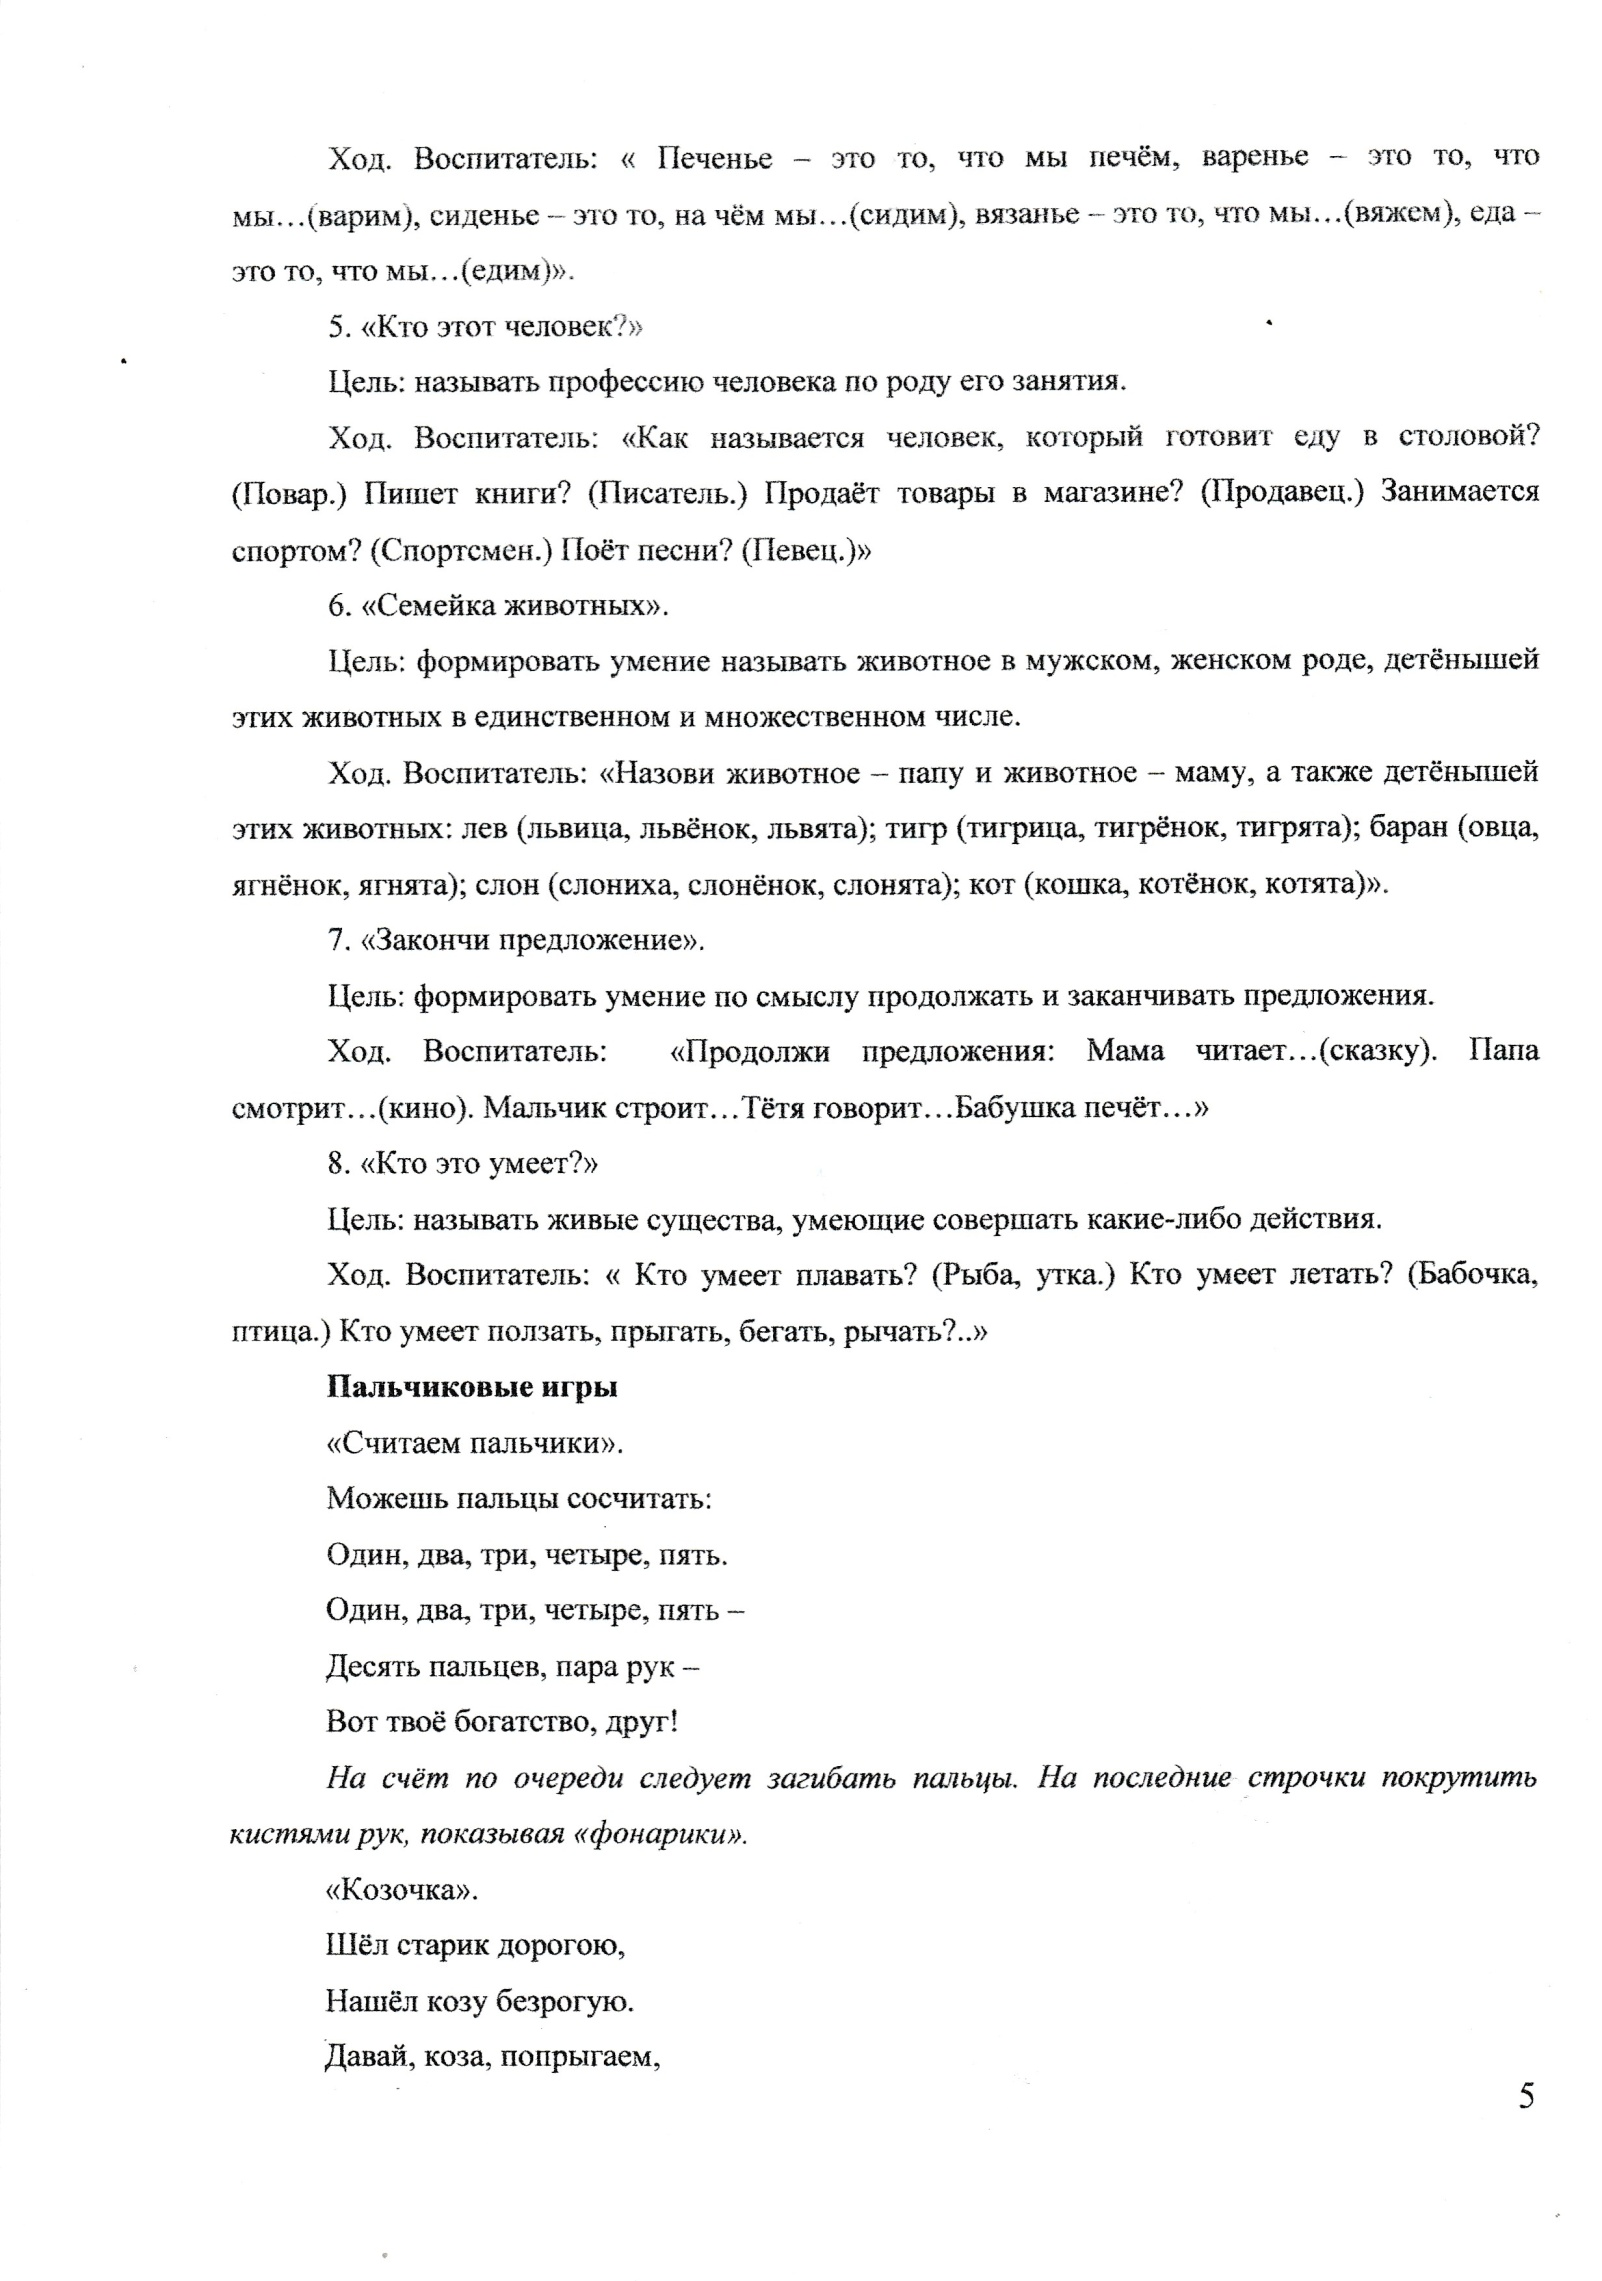 Ход. Воспитатель: « Печенье – это то, что мы печём, варенье – это то, что
мы…(варим), сиденье – это то, на чём мы…(сидим), вязанье – это то, что мы…(вяжем), еда –
это то, что мы…(едим)».
5. «Кто этот человек?»
Цель: называть профессию человека по роду его занятия.
Ход. Воспитатель: «Как называется человек, который готовит еду в столовой?
(Повар.) Пишет книги? (Писатель.) Продаёт товары в магазине? (Продавец.) Занимается
спортом? (Спортсмен.) Поёт песни? (Певец.)»
6. «Семейка животных».
Цель: формировать умение называть животное в мужском, женском роде, детёнышей
этих животных в единственном и множественном числе.
Ход. Воспитатель: «Назови животное – папу и животное – маму, а также детёнышей
этих животных: лев (львица, львёнок, львята); тигр (тигрица, тигрёнок, тигрята); баран (овца,
ягнёнок, ягнята); слон (слониха, слонёнок, слонята); кот (кошка, котёнок, котята)».
7. «Закончи предложение».
Цель: формировать умение по смыслу продолжать и заканчивать предложения.
Ход. Воспитатель: «Продолжи предложения: Мама читает…(сказку). Папа
смотрит…(кино). Мальчик строит…Тётя говорит…Бабушка печёт…»
8. «Кто это умеет?»
Цель: называть живые существа, умеющие совершать какие-либо действия.
Ход. Воспитатель: « Кто умеет плавать? (Рыба, утка.) Кто умеет летать? (Бабочка,
птица.) Кто умеет ползать, прыгать, бегать, рычать?..»
Пальчиковые игры
«Считаем пальчики».
Можешь пальцы сосчитать:
Один, два, три, четыре, пять.
Один, два, три, четыре, пять –
Десять пальцев, пара рук –
Вот твоё богатство, друг!
На счёт по очереди следует загибать пальцы. На последние строчки покрутить
кистями рук, показывая «фонарики».
«Козочка».
Шёл старик дорогою,
Нашёл козу безрогую.
Давай, коза, попрыгаем,
5